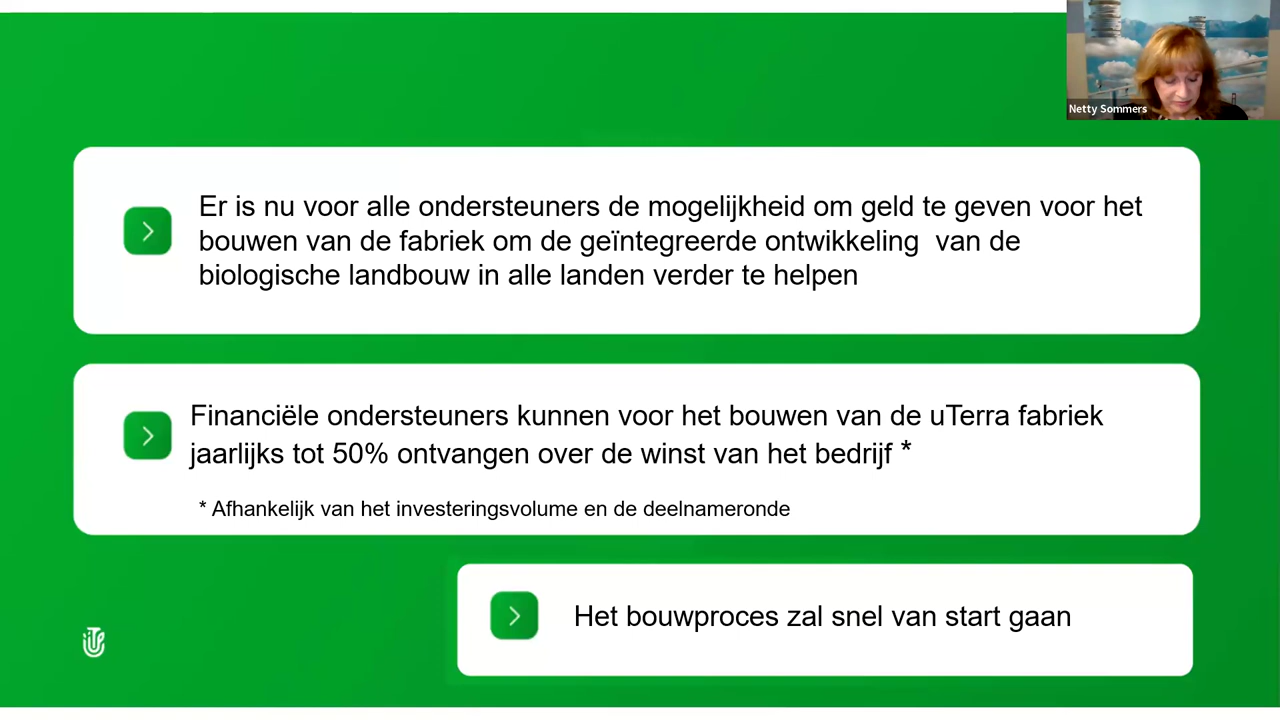 Netty Sommers
Er is nu voor alle ondersteuners de mogelijkheid om geld te geven voor het
bouwen van de fabriek om de geïntegreerde ontwikkeling  van de
biologische landbouw in alle landen verder te helpen
Financiële ondersteuners kunnen voor het bouwen van de uTerra fabriek
jaarlijks tot 50% ontvangen over de winst van het bedrijf *
* Afhankelijk van het investeringsvolume en de deelnameronde
Het bouwproces zal snel van start gaan